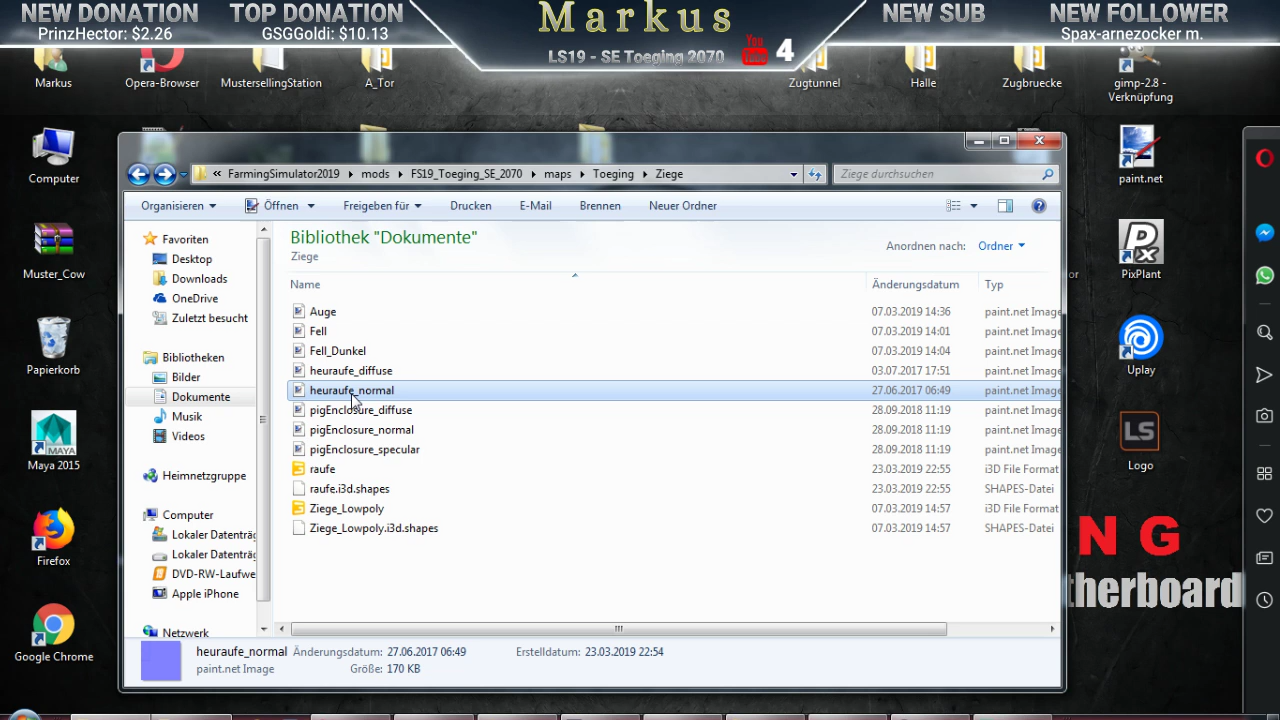 NEW DONATION
PrinzHector: $2.26
TOP DONATION
GSGGoldi: $10.13
Markus
LS19 - SE Toeging 2070
You Tube
4
NEW SUB
NEW FOLLOWER
Spax-arnezocker m.
Markus
Opera-Browser
MustersellingStation
A_Tor
Zugtunnel
Halle
Zugbruecke
gimp-2.8 -
Verknüpfung
Computer
Muster_Cow
Papierkorb
Maya 2015
Firefox
Google Chrome
« FarmingSimulator2019 mods FS19_Toeging_SE_2070 maps Toeging Ziege
Ziege durchsuchen
Organisieren Öffnen Freigeben für Drucken E-Mail Brennen Neuer Ordner
Favoriten
Desktop
Downloads
OneDrive
Zuletzt besucht
Bibliotheken
Bilder
Dokumente
Musik
Videos
Heimnetzgruppe
Computer
Lokaler Datenträ
Lokaler Datenträ
DVD-RW-Laufwe
Apple iPhone
Netzwerk
Bibliothek "Dokumente"
Ziege
Anordnen nach: Ordner
Name Änderungsdatum Typ
Auge 07.03.2019 14:36 paint.net Image
Fell 07.03.2019 14:01 paint.net Image
Fell_Dunkel 07.03.2019 14:04 paint.net Image
heuraufe_diffuse 03.07.2017 17:51 paint.net Image
heuraufe_normal 27.06.2017 06:49 paint.net Image
pigEnclosure_diffuse 28.09.2018 11:19 paint.net Image
pigEnclosure_normal 28.09.2018 11:19 paint.net Image
pigEnclosure_specular 28.09.2018 11:19 paint.net Image
raufe 23.03.2019 22:55 i3D File Format
raufe.i3d.shapes 23.03.2019 22:55 SHAPES-Datei
Ziege_Lowpoly 07.03.2019 14:57 i3D File Format
Ziege_Lowpoly.i3d.shapes 07.03.2019 14:57 SHAPES-Datei
heuraufe_normal Änderungsdatum: 27.06.2017 06:49 Erstelldatum: 23.03.2019 22:54
paint.net Image Größe: 170 KB
paint.net
PX
PixPlant
or
Uplay
LS
Logo
NG
therboard